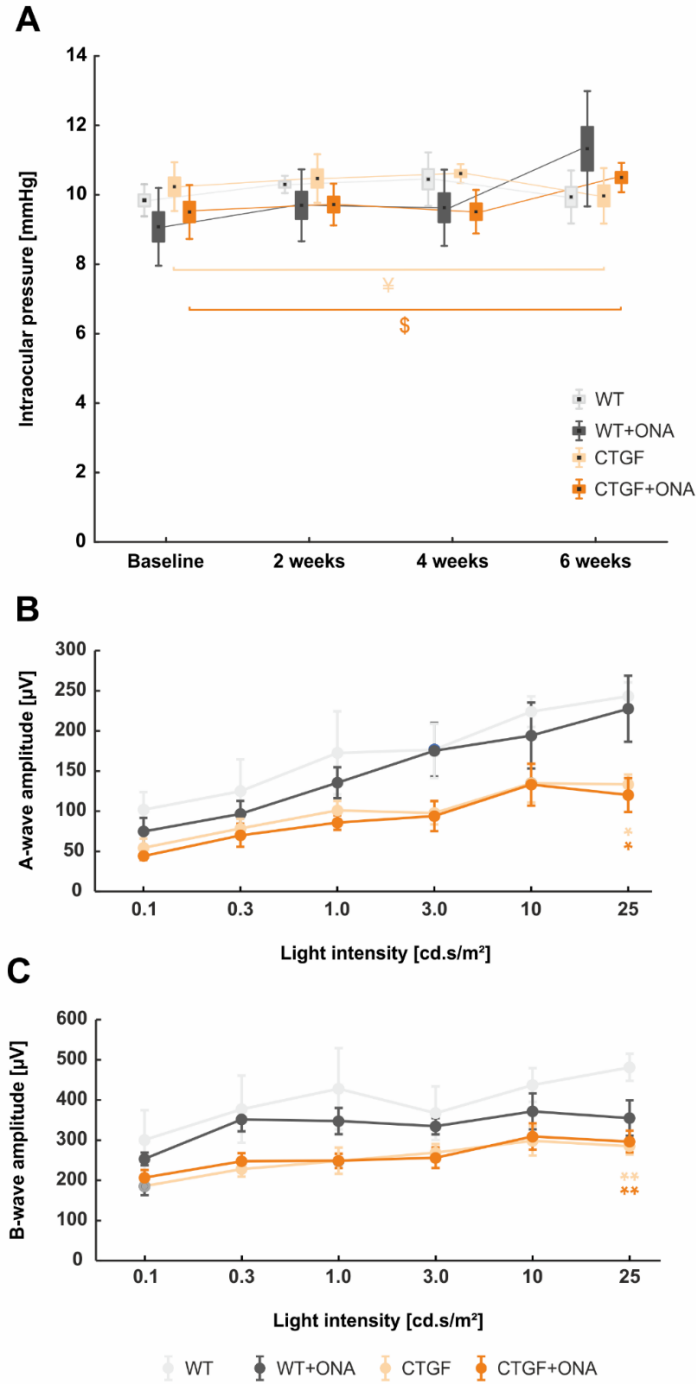 A
Intraocular pressure [mmHg]
14
12
10
8
6
4
2
0
¥
$
WT
WT+ONA
CTGF
CTGF+ONA
Baseline 2 weeks 4 weeks 6 weeks
B
A-wave amplitude [µV]
300
250
200
150
100
50
0
*
*
0.1 0.3 1.0 3.0 10 25
Light intensity [cd.s/m²]
C
B-wave amplitude [µV]
600
500
400
300
200
100
0
**
**
0.1 0.3 1.0 3.0 10 25
Light intensity [cd.s/m²]
WT WT+ONA CTGF CTGF+ONA